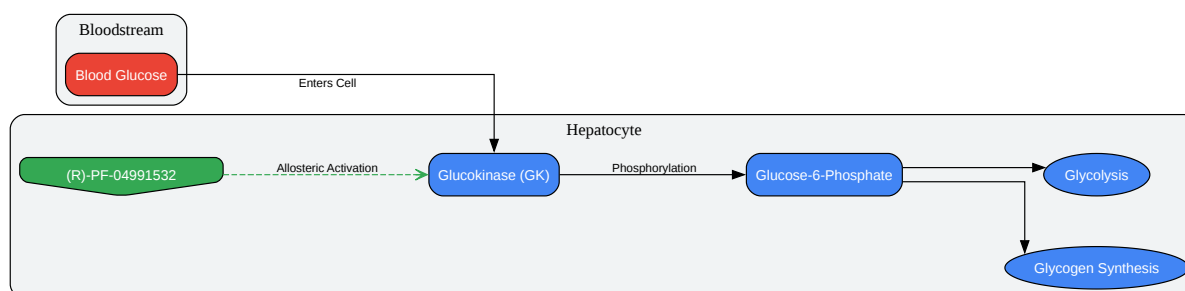 Bloodstream
Blood Glucose
Enters Cell
Hepatocyte
(R)-PF-04991532
Allosteric Activation
Glucokinase (GK)
Phosphorylation
Glucose-6-Phosphate
Glycolysis
Glycogen Synthesis